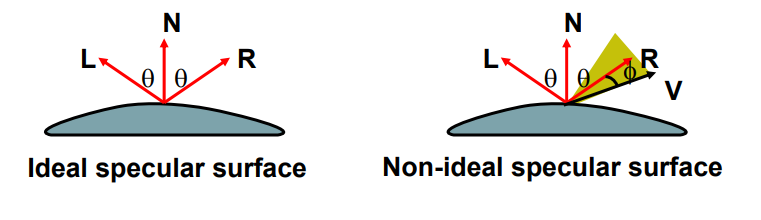 N
L
R
θ θ
Ideal specular surface
N
L
R
θ θ ϕ
V
Non-ideal specular surface